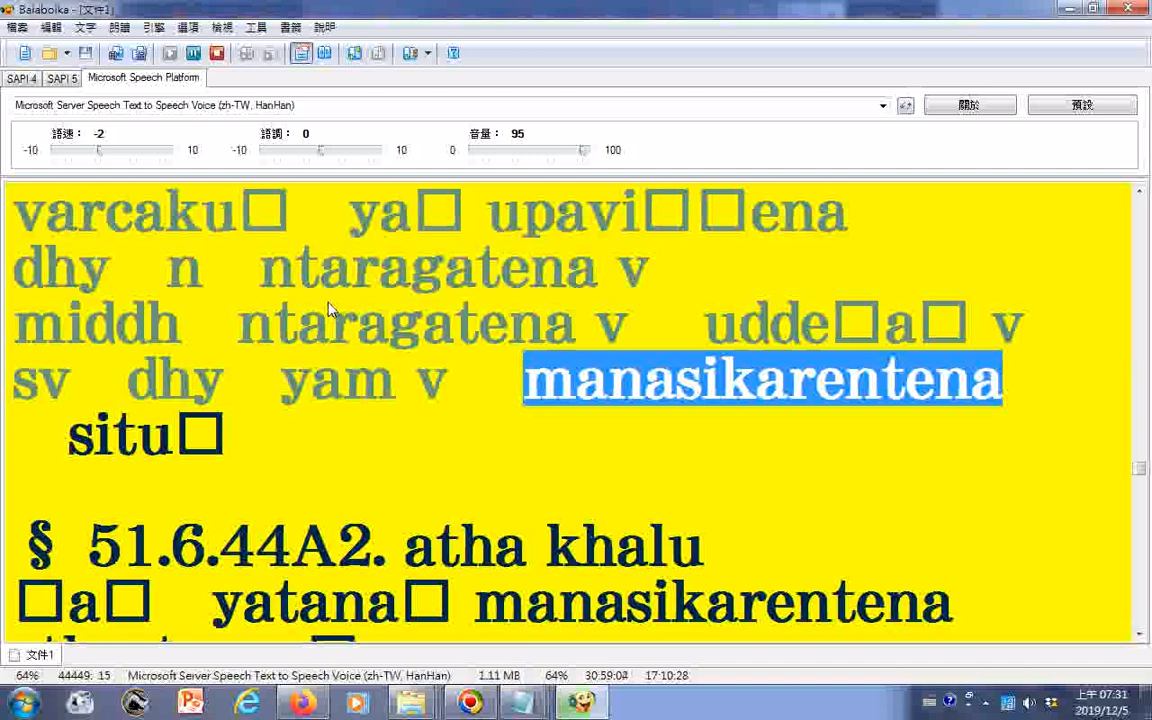 Balabolka - [文件1]
檔案 編輯 文字 朗讀 引擎 選項 檢視 工具 書籤 說明
SAPI 4 SAPI 5 Microsoft Speech Platform
Microsoft Server Speech Text to Speech Voice (zh-TW, HanHan) 關於 預設
語速： -2 語調： 0 音量： 95
-10 10 -10 10 0 100
varcaku□ ya□ upavi□□ena
dhy n ntaragatena v
middh ntaragatena v udde□a□ v
sv dhy yam v manasikarentena
situ□
§ 51.6.44A2. atha khalu
□a□ yatana□ manasikarentena
文件1
64% 44449: 15 Microsoft Server Speech Text to Speech Voice (zh-TW, HanHan) 1.11 MB 64% 30:59:04 17:10:28
上午 07:31
2019/12/5